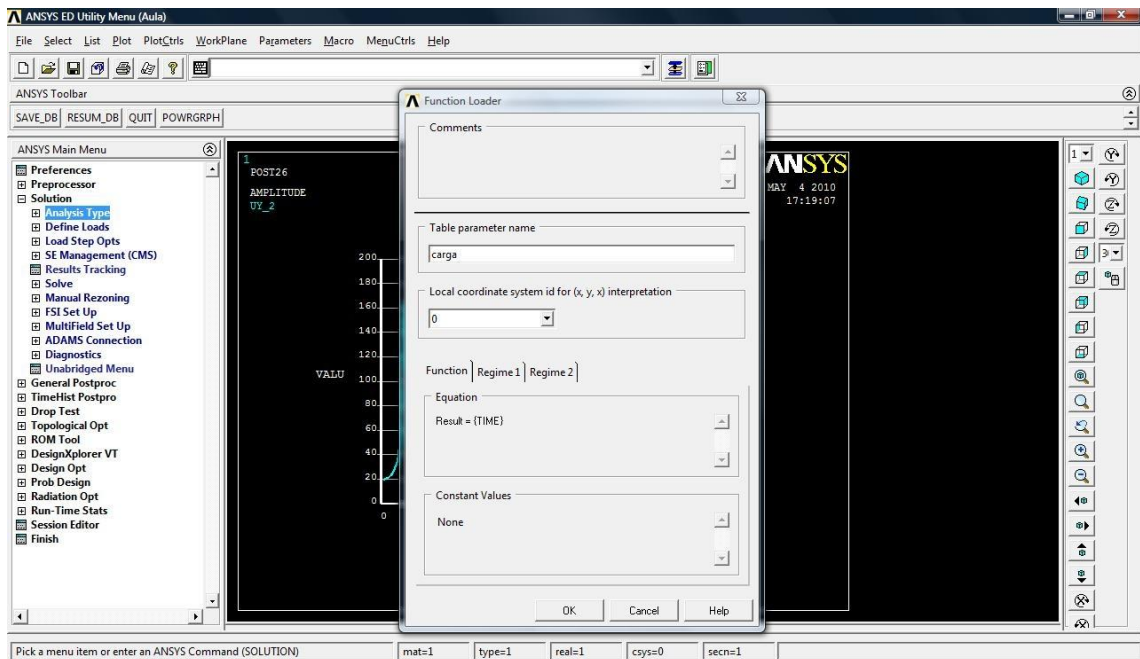 ANSYS ED Utility Menu (Aula)
File Select List Plot PlotCtrls WorkPlane Parameters Macro MenuCtrls Help
ANSYS Toolbar
SAVE_DB RESUM_DB QUIT POWRGRPH
ANSYS Main Menu
Preferences
Preprocessor
Solution
Analysis Type
Define Loads
Load Step Opts
SE Management (CMS)
Results Tracking
Solve
Manual Rezoning
FSI Set Up
MultiField Set Up
ADAMS Connection
Diagnostics
Unabridged Menu
General Postproc
TimeHist Postpro
Drop Test
Topological Opt
ROM Tool
DesignXplorer VT
Design Opt
Prob Design
Radiation Opt
Run-Time Stats
Session Editor
Finish
1
POST26
AMPLITUDE
UY_2
200
180
160
140
120
VALU 100
80
60
40
20
0
0
ANSYS
MAY 4 2010
17:19:07
Function Loader
Comments
Table parameter name
carga
Local coordinate system id for (x, y, x) interpretation
0
Function Regime 1 Regime 2
Equation
Result = {TIME}
Constant Values
None
OK Cancel Help
1
Pick a menu item or enter an ANSYS Command (SOLUTION) mat=1 type=1 real=1 csys=0 secn=1